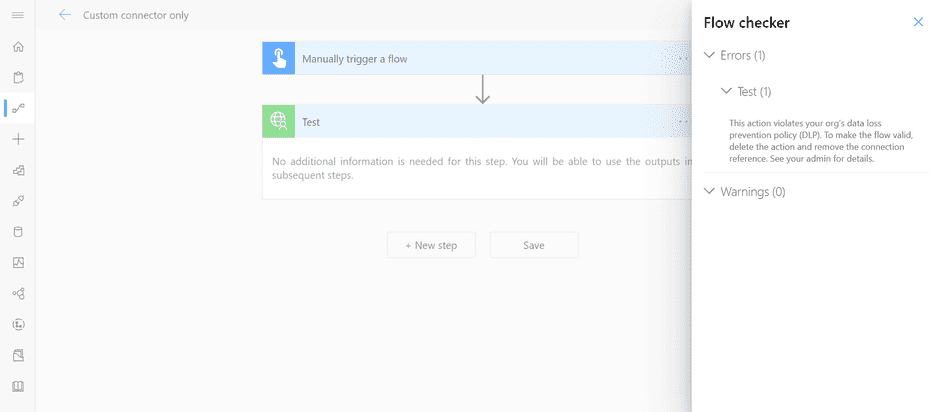 Custom connector only
Manually trigger a flow
Test
No additional information is needed for this step. You will be able to use the outputs in
subsequent steps.
+ New step
Save
Flow checker
Errors (1)
Test (1)
This action violates your org's data loss
prevention policy (DLP). To make the flow valid,
delete the action and remove the connection
reference. See your admin for details.
Warnings (0)